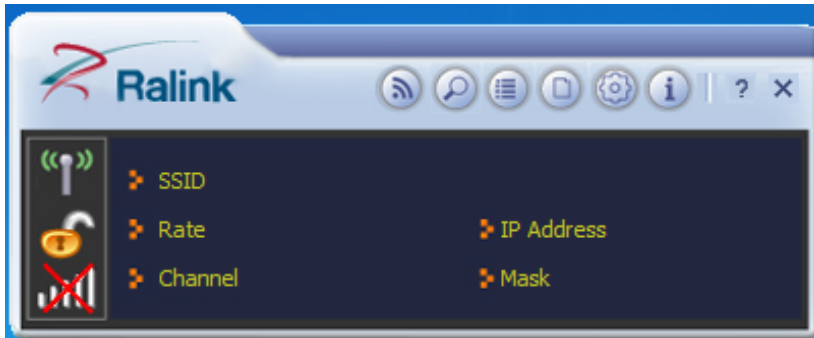 Ralink
i ? ×
SSID
Rate IP Address
Channel Mask